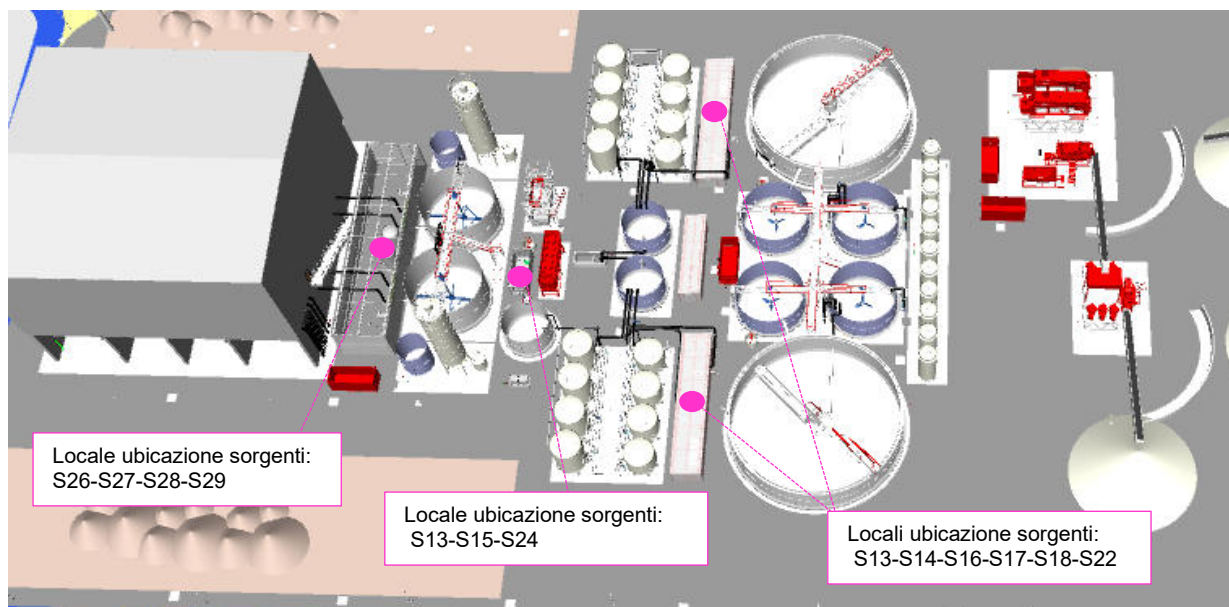 Locale ubicazione sorgenti:
S26-S27-S28-S29
Locale ubicazione sorgenti:
S13-S15-S24
Locali ubicazione sorgenti:
S13-S14-S16-S17-S18-S22